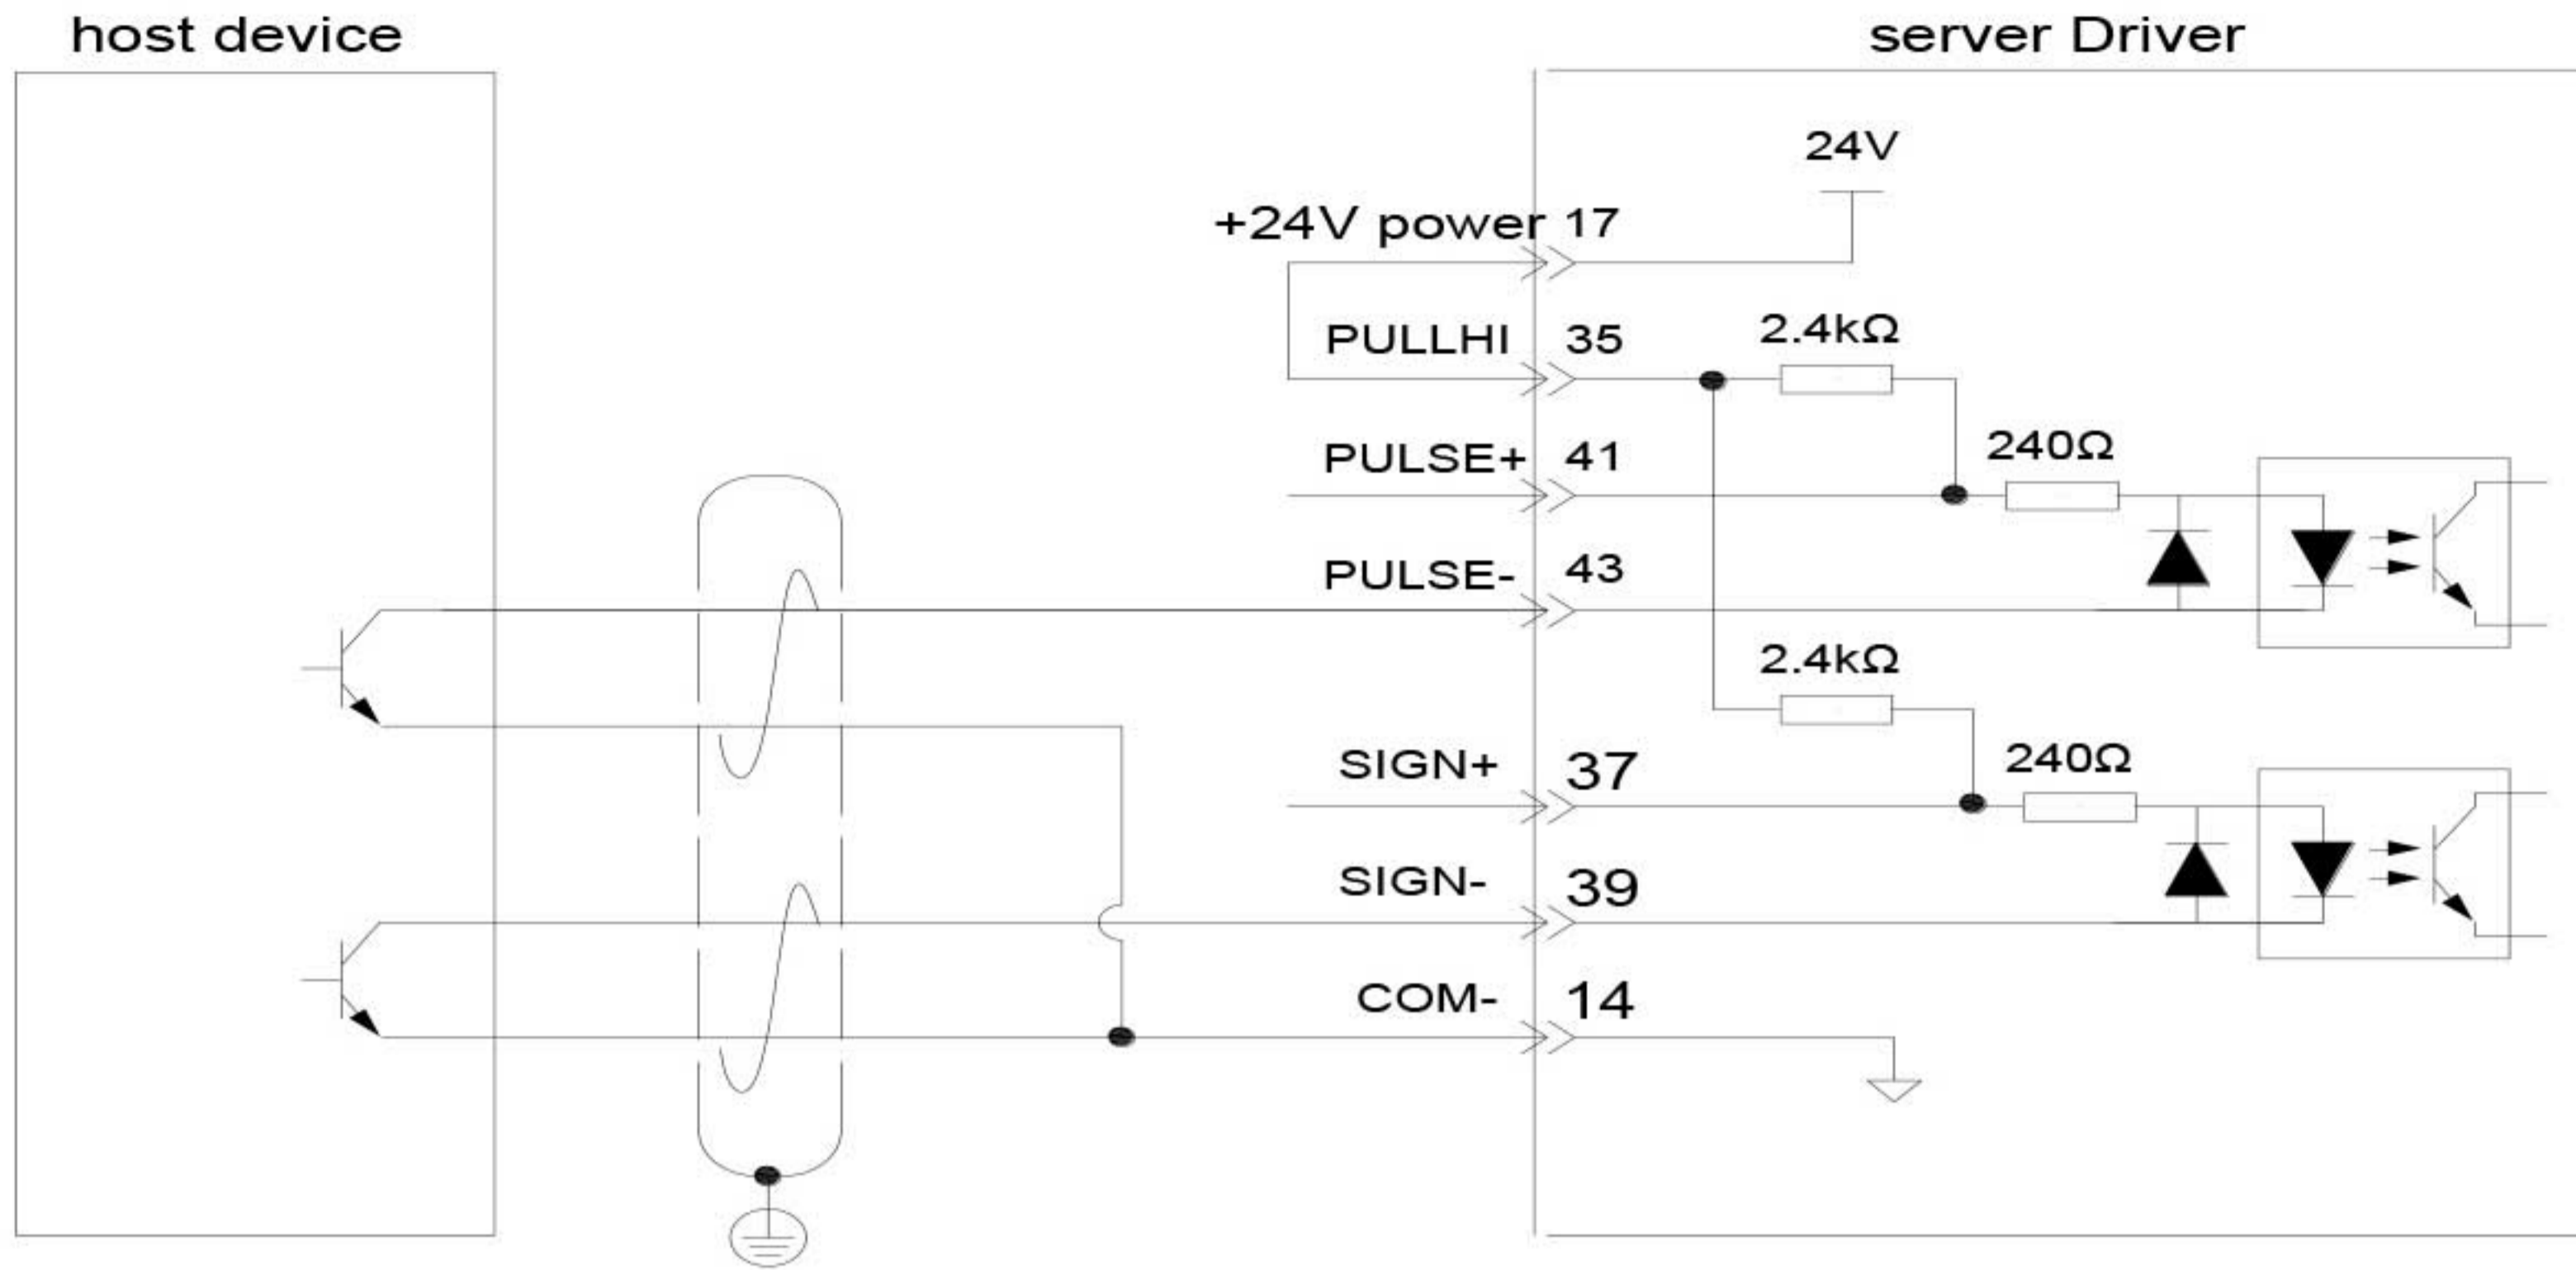 host device
server Driver
24V
+24V power 17
PULLHI 35
2.4kΩ
PULSE+ 41
240Ω
PULSE- 43
2.4kΩ
SIGN+ 37
240Ω
SIGN- 39
COM- 14